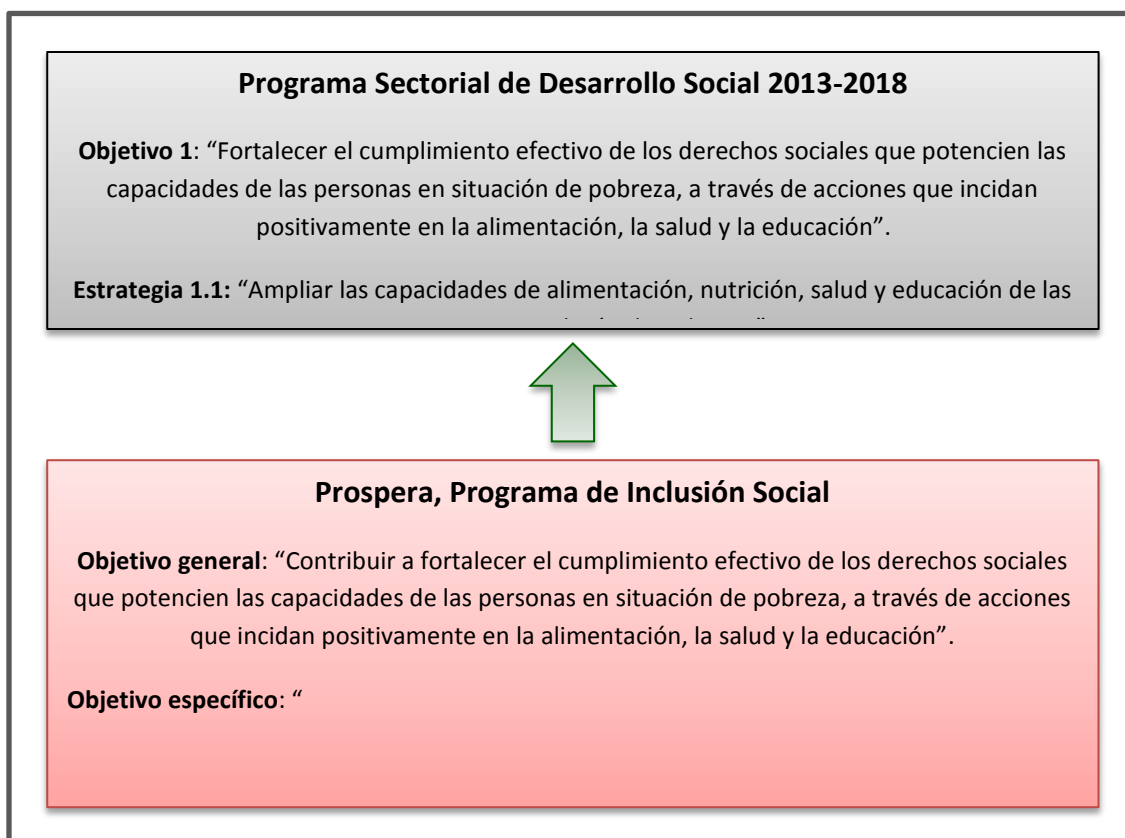 Programa Sectorial de Desarrollo Social 2013-2018
Objetivo 1: “Fortalecer el cumplimiento efectivo de los derechos sociales que potencien las
capacidades de las personas en situación de pobreza, a través de acciones que incidan
positivamente en la alimentación, la salud y la educación”.
Estrategia 1.1: “Ampliar las capacidades de alimentación, nutrición, salud y educación de las
Prospera, Programa de Inclusión Social
Objetivo general: “Contribuir a fortalecer el cumplimiento efectivo de los derechos sociales
que potencien las capacidades de las personas en situación de pobreza, a través de acciones
que incidan positivamente en la alimentación, la salud y la educación”.
Objetivo específico: “